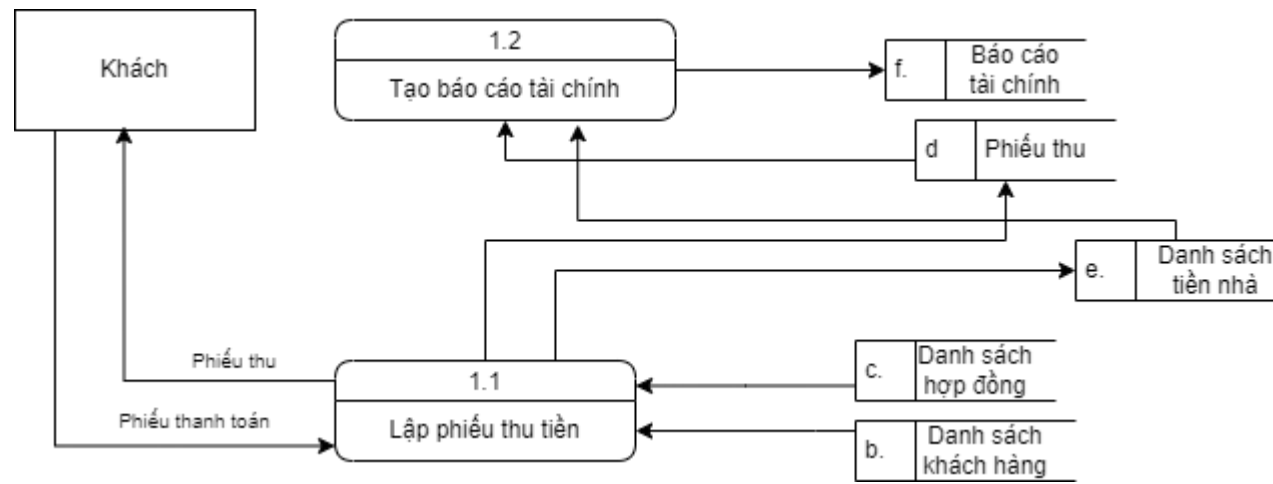 Khách
1.2
Tạo báo cáo tài chính
f.
Báo cáo
tài chính
d
Phiếu thu
e.
Danh sách
tiền nhà
Phiếu thu
Phiếu thanh toán
1.1
Lập phiếu thu tiền
c.
Danh sách
hợp đồng
b.
Danh sách
khách hàng